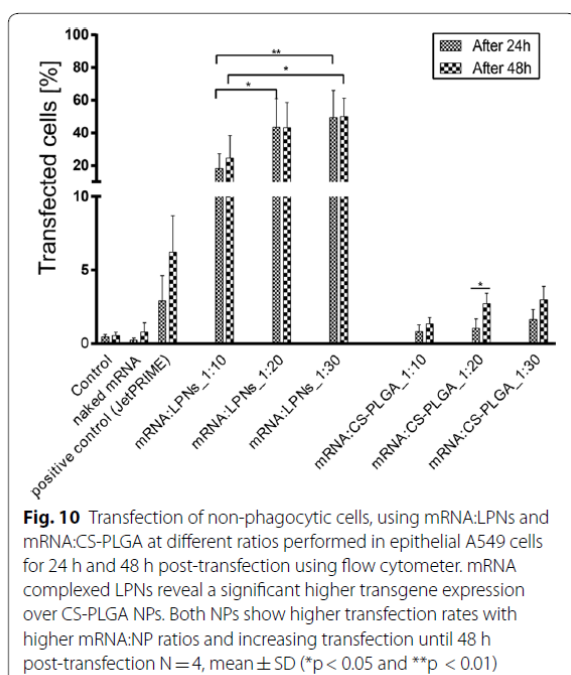 Transfected cells [%]
100
80
60
40
20
10
5
0
**
*
*
*
After 24h
After 48h
Control
naked mRNA
positive control (JetPRIME)
mRNA:LPNs_1:10
mRNA:LPNs_1:20
mRNA:LPNs_1:30
mRNA:CS-PLGA_1:10
mRNA:CS-PLGA_1:20
mRNA:CS-PLGA_1:30
Fig. 10 Transfection of non-phagocytic cells, using mRNA:LPNs and
mRNA:CS-PLGA at different ratios performed in epithelial A549 cells
for 24 h and 48 h post-transfection using flow cytometer. mRNA
complexed LPNs reveal a significant higher transgene expression
over CS-PLGA NPs. Both NPs show higher transfection rates with
higher mRNA:NP ratios and increasing transfection until 48 h
post-transfection N = 4, mean ± SD (*p < 0.05 and **p < 0.01)